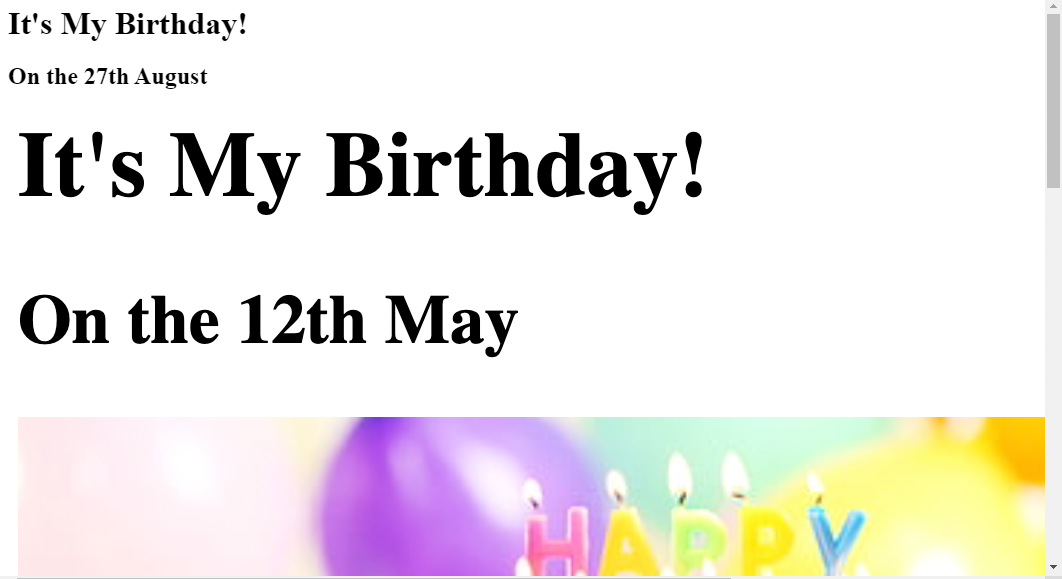 It's My Birthday!
On the 27th August
It's My Birthday!
On the 12th May
HAPPY